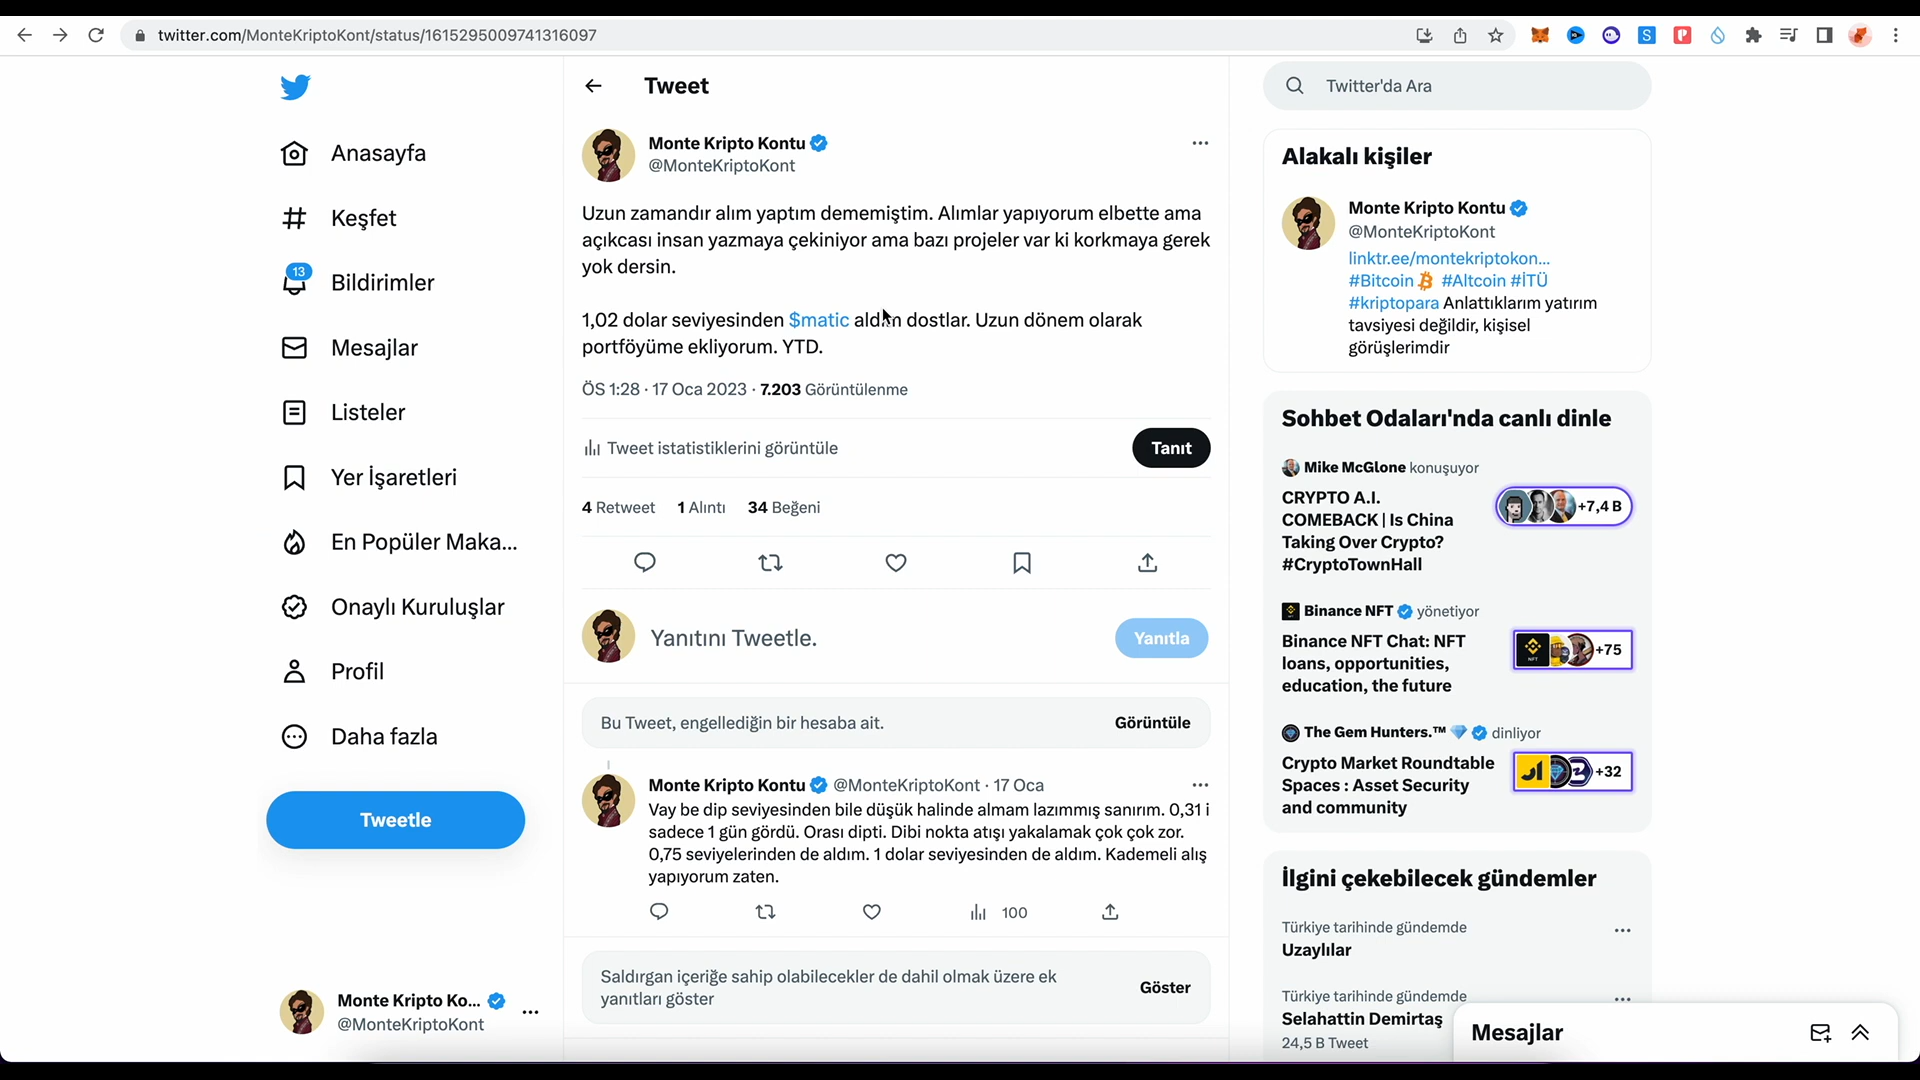 twitter.com/MonteKriptoKont/status/1615295009741316097
Anasayfa
Keşfet
13
Bildirimler
Mesajlar
Listeler
Yer İşaretleri
En Popüler Maka...
Onaylı Kuruluşlar
Profil
Daha fazla
Tweetle
Monte Kripto Ko...
@MonteKriptoKont
Tweet
Monte Kripto Kontu
@MonteKriptoKont
Uzun zamandır alım yaptım dememiştim. Alımlar yapıyorum elbette ama
açıkcası insan yazmaya çekiniyor ama bazı projeler var ki korkmaya gerek
yok dersin.
1,02 dolar seviyesinden $matic aldım dostlar. Uzun dönem olarak
portföyüme ekliyorum. YTD.
ÖS 1:28 · 17 Oca 2023 · 7.203 Görüntülenme
Tweet istatistiklerini görüntüle
Tanıt
4 Retweet 1 Alıntı 34 Beğeni
Yanıtını Tweetle.
Yanıtla
Bu Tweet, engellediğin bir hesaba ait.
Görüntüle
Monte Kripto Kontu @MonteKriptoKont · 17 Oca
Vay be dip seviyesinden bile düşük halinde almam lazımmış sanırım. 0,31 i
sadece 1 gün gördü. Orası dipti. Dibi nokta atışı yakalamak çok çok zor.
0,75 seviyelerinden de aldım. 1 dolar seviyesinden de aldım. Kademeli alış
yapıyorum zaten.
100
Saldırgan içeriğe sahip olabilecekler de dahil olmak üzere ek
yanıtları göster
Göster
Twitter'da Ara
Alakalı kişiler
Monte Kripto Kontu
@MonteKriptoKont
linktr.ee/montekriptokon...
#Bitcoin #Altcoin #İTÜ
#kriptopara Anlattıklarım yatırım
tavsiyesi değildir, kişisel
görüşlerimdir
Sohbet Odaları'nda canlı dinle
Mike McGlone konuşuyor
CRYPTO A.I.
COMEBACK | Is China
Taking Over Crypto?
#CryptoTownHall
+7,4 B
Binance NFT yönetiyor
Binance NFT Chat: NFT
loans, opportunities,
education, the future
NFT
+75
The Gem Hunters.™ dinliyor
Crypto Market Roundtable
Spaces : Asset Security
and community
+32
İlgini çekebilecek gündemler
Türkiye tarihinde gündemde
Uzaylılar
Türkiye tarihinde gündemde
Selahattin Demirtaş
24,5 B Tweet
Mesajlar